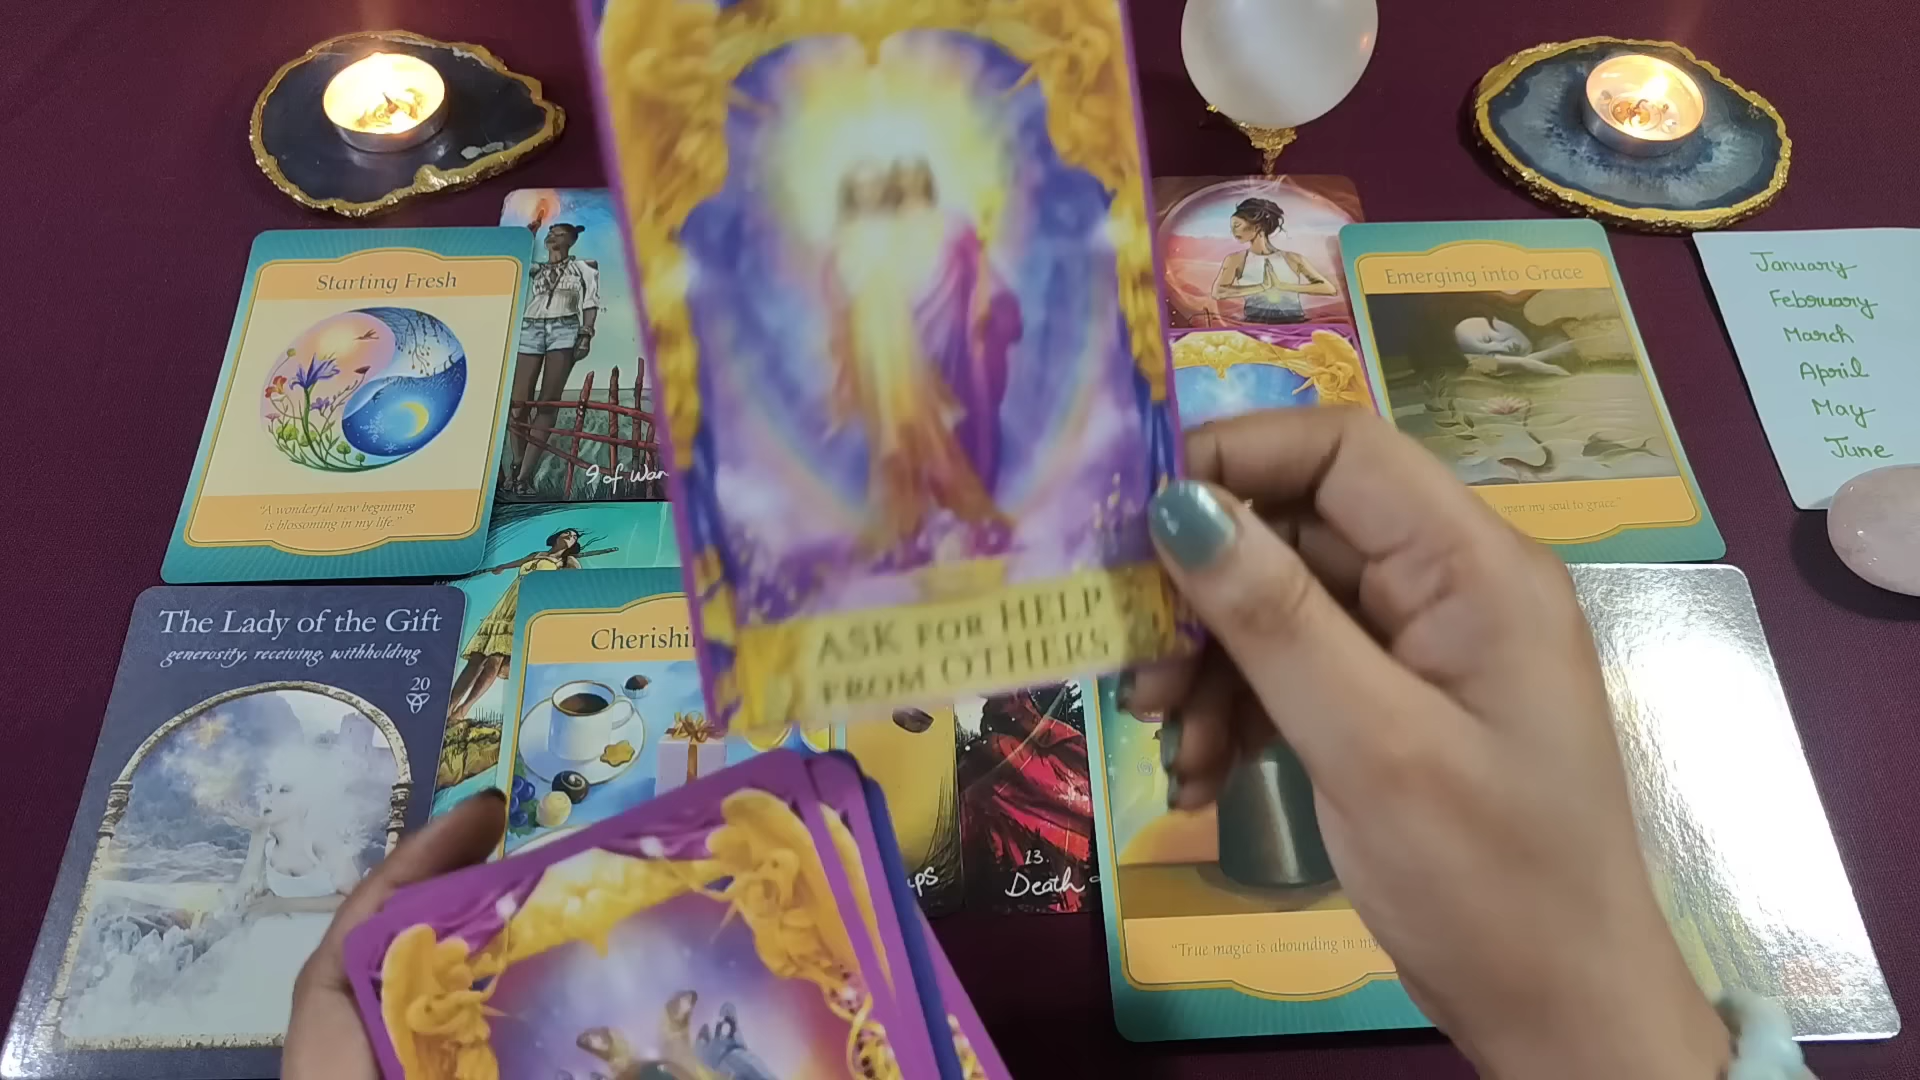 Starting Fresh
"A wonderful new beginning
is blossoming in my life."
9 of Wan
Emerging into Grace
open my soul to grace."
January
February
March
April
May
June
The Lady of the Gift
generosity, receiving, withholding
20
Cherishi
ASK FOR HELP
FROM OTHERS
ps
13.
Death
"True magic is abounding in my